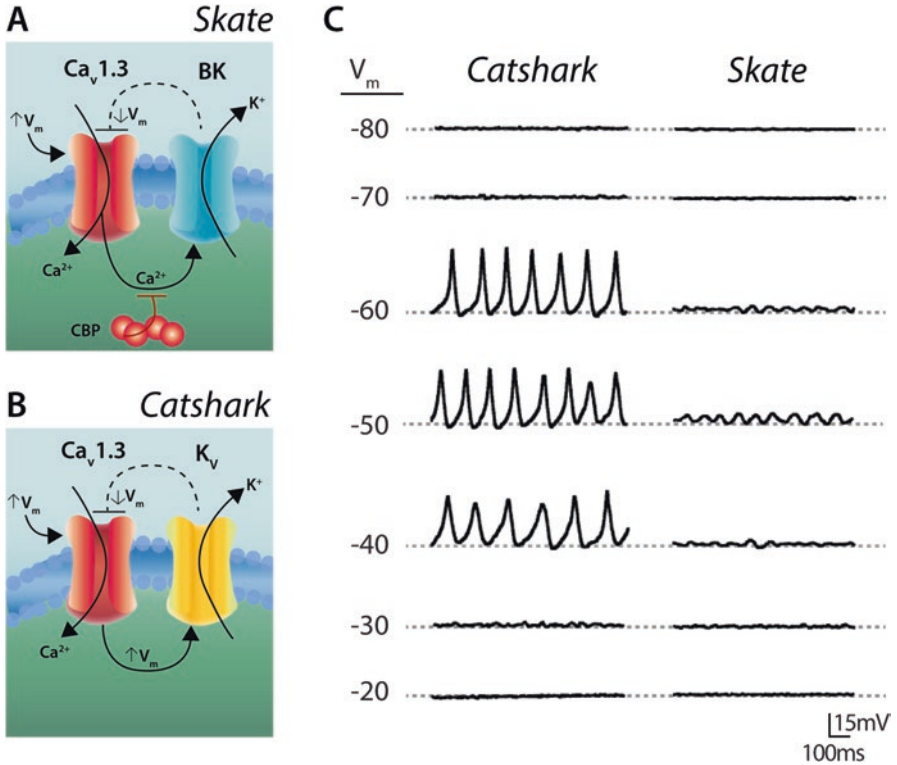 A Skate
Caᵥ1.3 BK
↑Vₘ ↓Vₘ K⁺
Ca²⁺ Ca²⁺
CBP
B Catshark
Caᵥ1.3 Kᵥ
↑Vₘ ↓Vₘ K⁺
Ca²⁺ ↑Vₘ
C
Vₘ Catshark Skate
-80
-70
-60
-50
-40
-30
-20
15mV
100ms